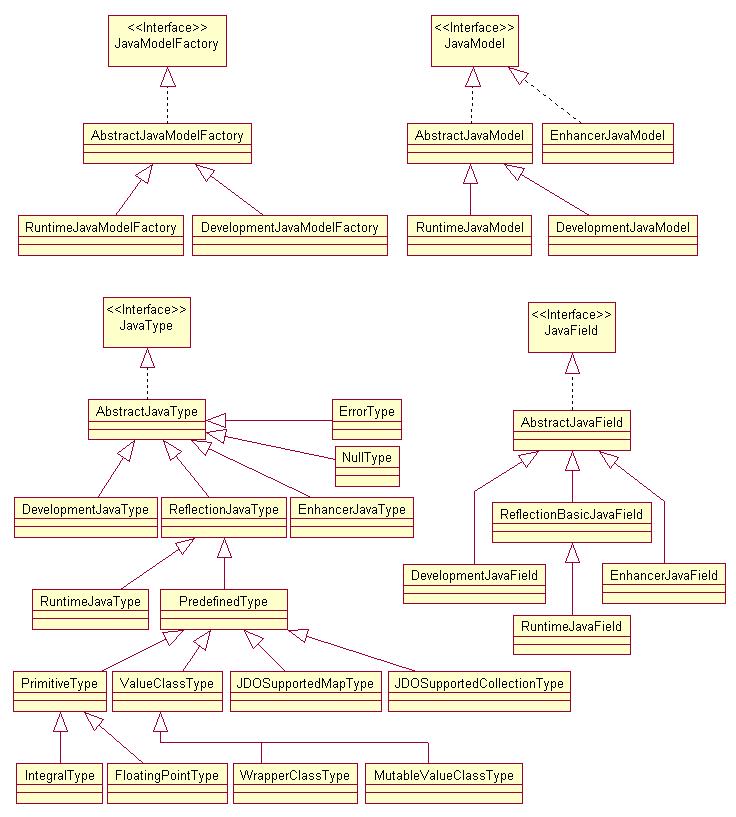 <<Interface>>
JavaModelFactory
<<Interface>>
JavaModel
AbstractJavaModelFactory
AbstractJavaModel
EnhancerJavaModel
RuntimeJavaModelFactory
DevelopmentJavaModelFactory
RuntimeJavaModel
DevelopmentJavaModel
<<Interface>>
JavaType
<<Interface>>
JavaField
AbstractJavaType
ErrorType
AbstractJavaField
NullType
DevelopmentJavaType
ReflectionJavaType
EnhancerJavaType
ReflectionBasicJavaField
DevelopmentJavaField
EnhancerJavaField
RuntimeJavaType
PredefinedType
RuntimeJavaField
PrimitiveType
ValueClassType
JDOSupportedMapType
JDOSupportedCollectionType
IntegralType
FloatingPointType
WrapperClassType
MutableValueClassType